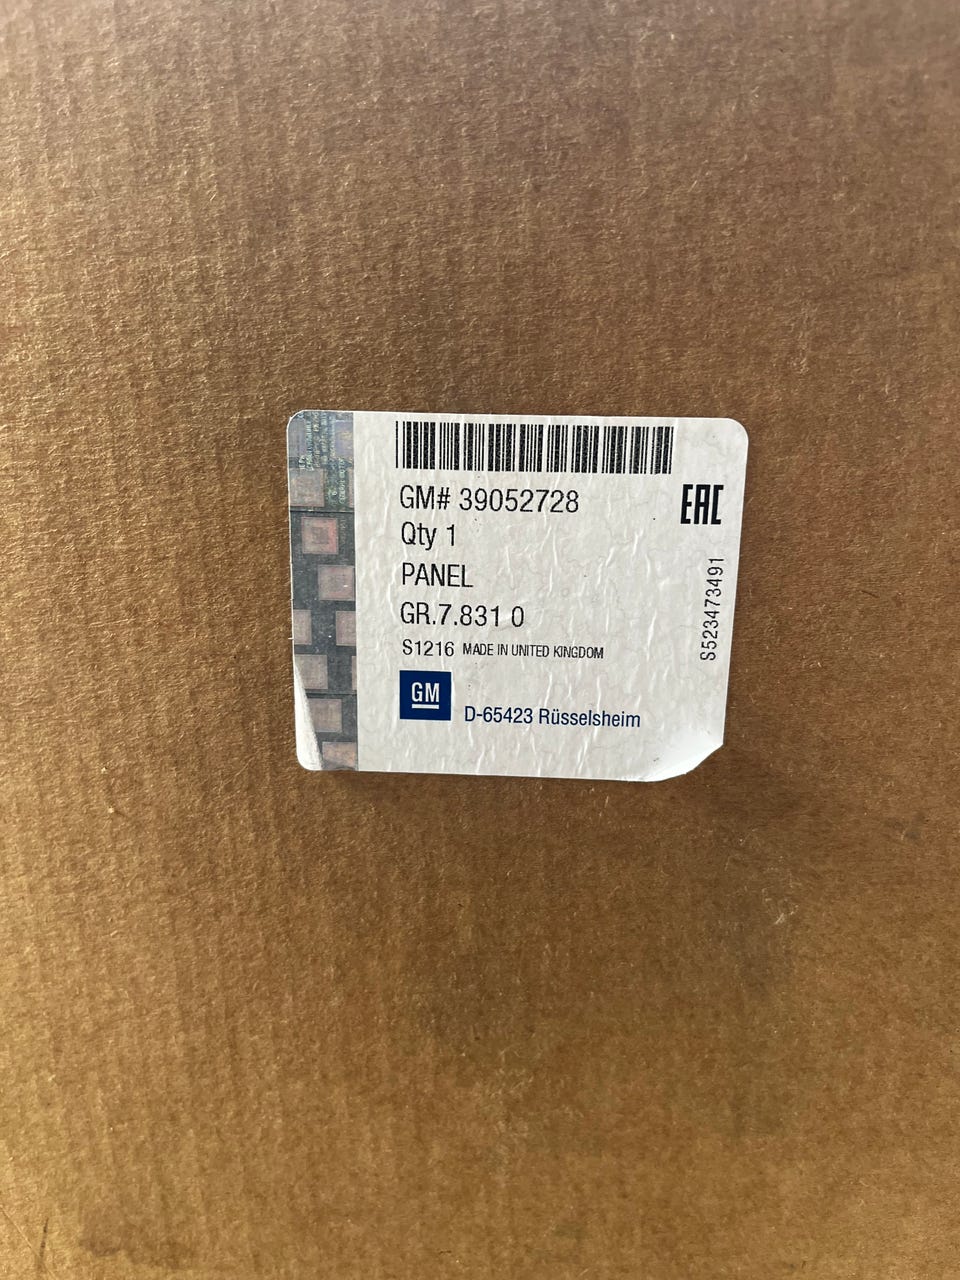 GM# 39052728
EAC
Qty 1
PANEL
GR.7.831 0
S1216 MADE IN UNITED KINGDOM
GM
D-65423 Rüsselsheim
S523473491